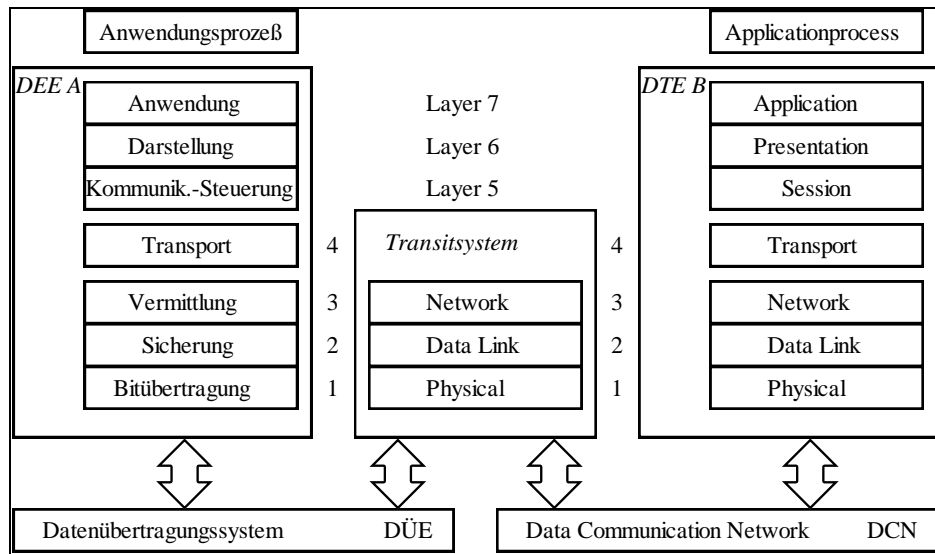 Anwendungsprozeß Applicationprocess
DEE A DTE B
Anwendung Layer 7 Application
Darstellung Layer 6 Presentation
Kommunik.-Steuerung Layer 5 Session
Transport 4 Transitsystem 4 Transport
Vermittlung 3 Network 3 Network
Sicherung 2 Data Link 2 Data Link
Bitübertragung 1 Physical 1 Physical
Datenübertragungssystem DÜE Data Communication Network DCN